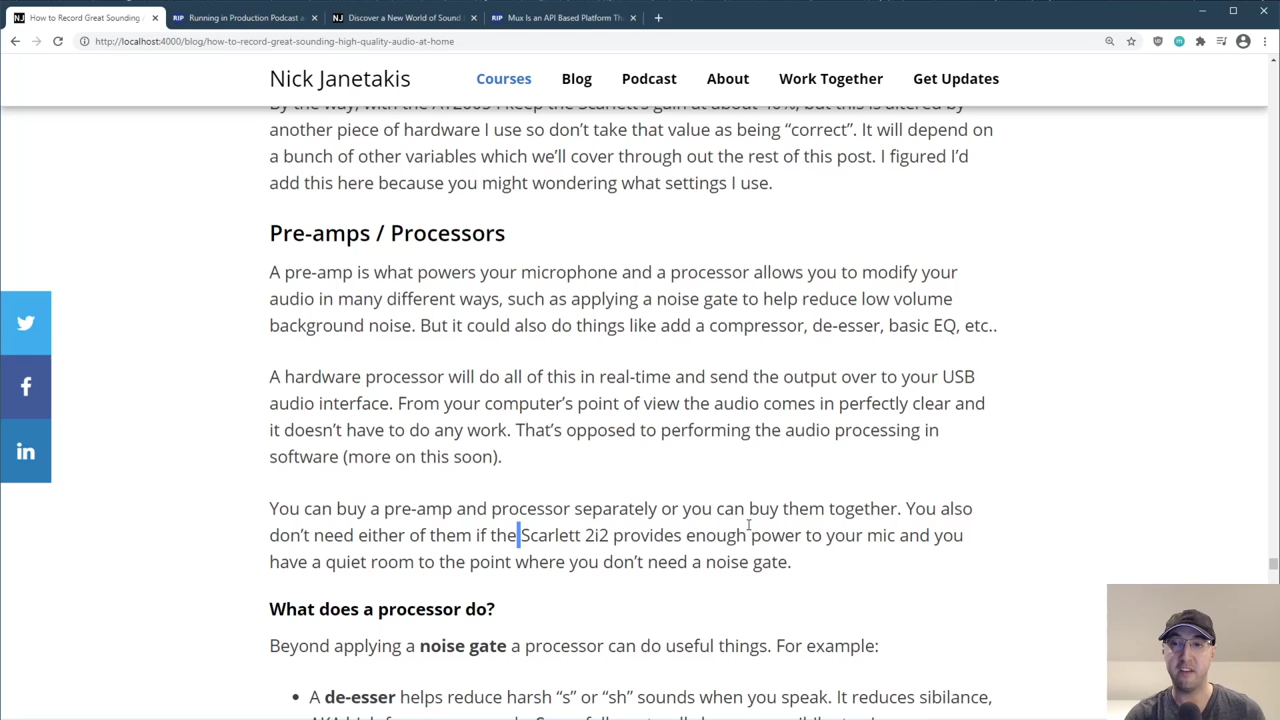 How to Record Great Sounding
Running in Production Podcast
Discover a New World of Sound
Mux Is an API Based Platform Th
http://localhost:4000/blog/how-to-record-great-sounding-high-quality-audio-at-home
Nick Janetakis
Courses
Blog
Podcast
About
Work Together
Get Updates
By the way, with the AT2005 I keep the Scarlett's gain at about 40%, but this is altered by
another piece of hardware I use so don't take that value as being “correct”. It will depend on
a bunch of other variables which we'll cover through out the rest of this post. I figured I'd
add this here because you might wondering what settings I use.
Pre-amps / Processors
A pre-amp is what powers your microphone and a processor allows you to modify your
audio in many different ways, such as applying a noise gate to help reduce low volume
background noise. But it could also do things like add a compressor, de-esser, basic EQ, etc..
A hardware processor will do all of this in real-time and send the output over to your USB
audio interface. From your computer's point of view the audio comes in perfectly clear and
it doesn't have to do any work. That's opposed to performing the audio processing in
software (more on this soon).
You can buy a pre-amp and processor separately or you can buy them together. You also
don't need either of them if the Scarlett 2i2 provides enough power to your mic and you
have a quiet room to the point where you don't need a noise gate.
What does a processor do?
Beyond applying a noise gate a processor can do useful things. For example:
• A de-esser helps reduce harsh “s” or “sh” sounds when you speak. It reduces sibilance,